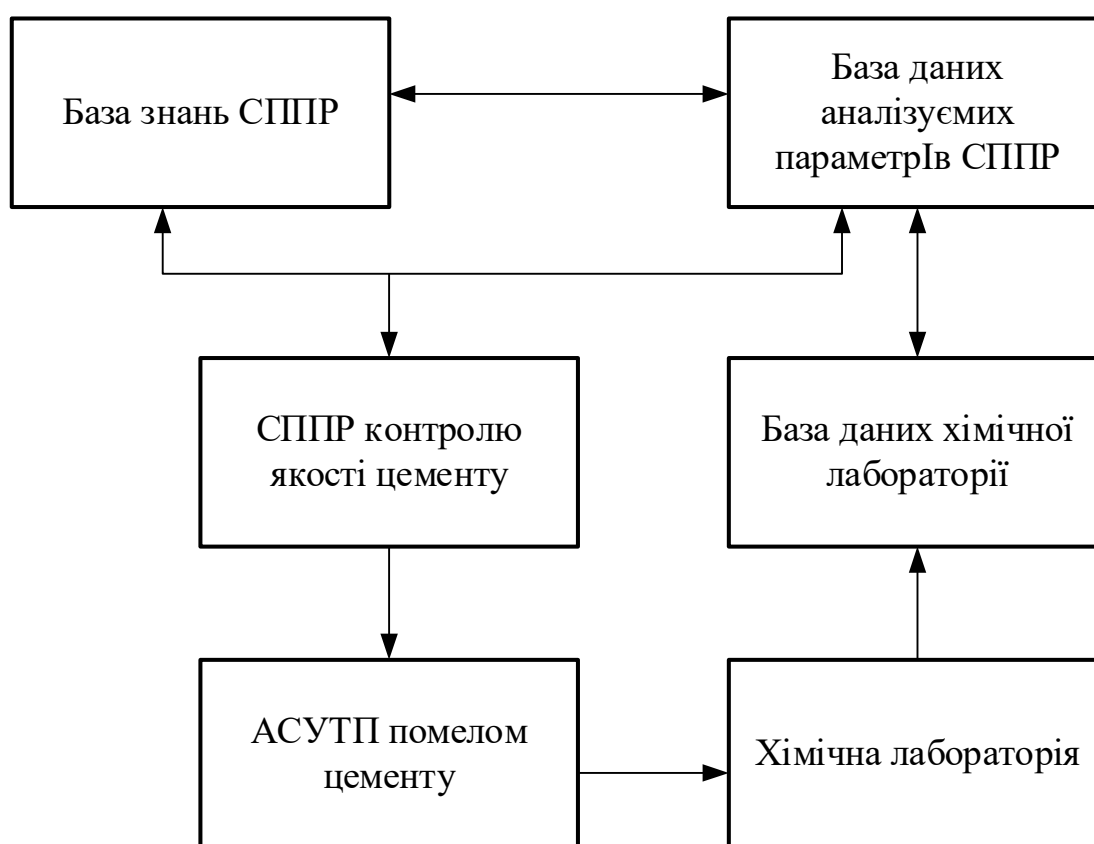 База знань СППР
База даних
аналізуємих
параметрІв СППР
СППР контролю
якості цементу
База даних хімічної
лабораторії
АСУТП помелом
цементу
Хімічна лабораторія